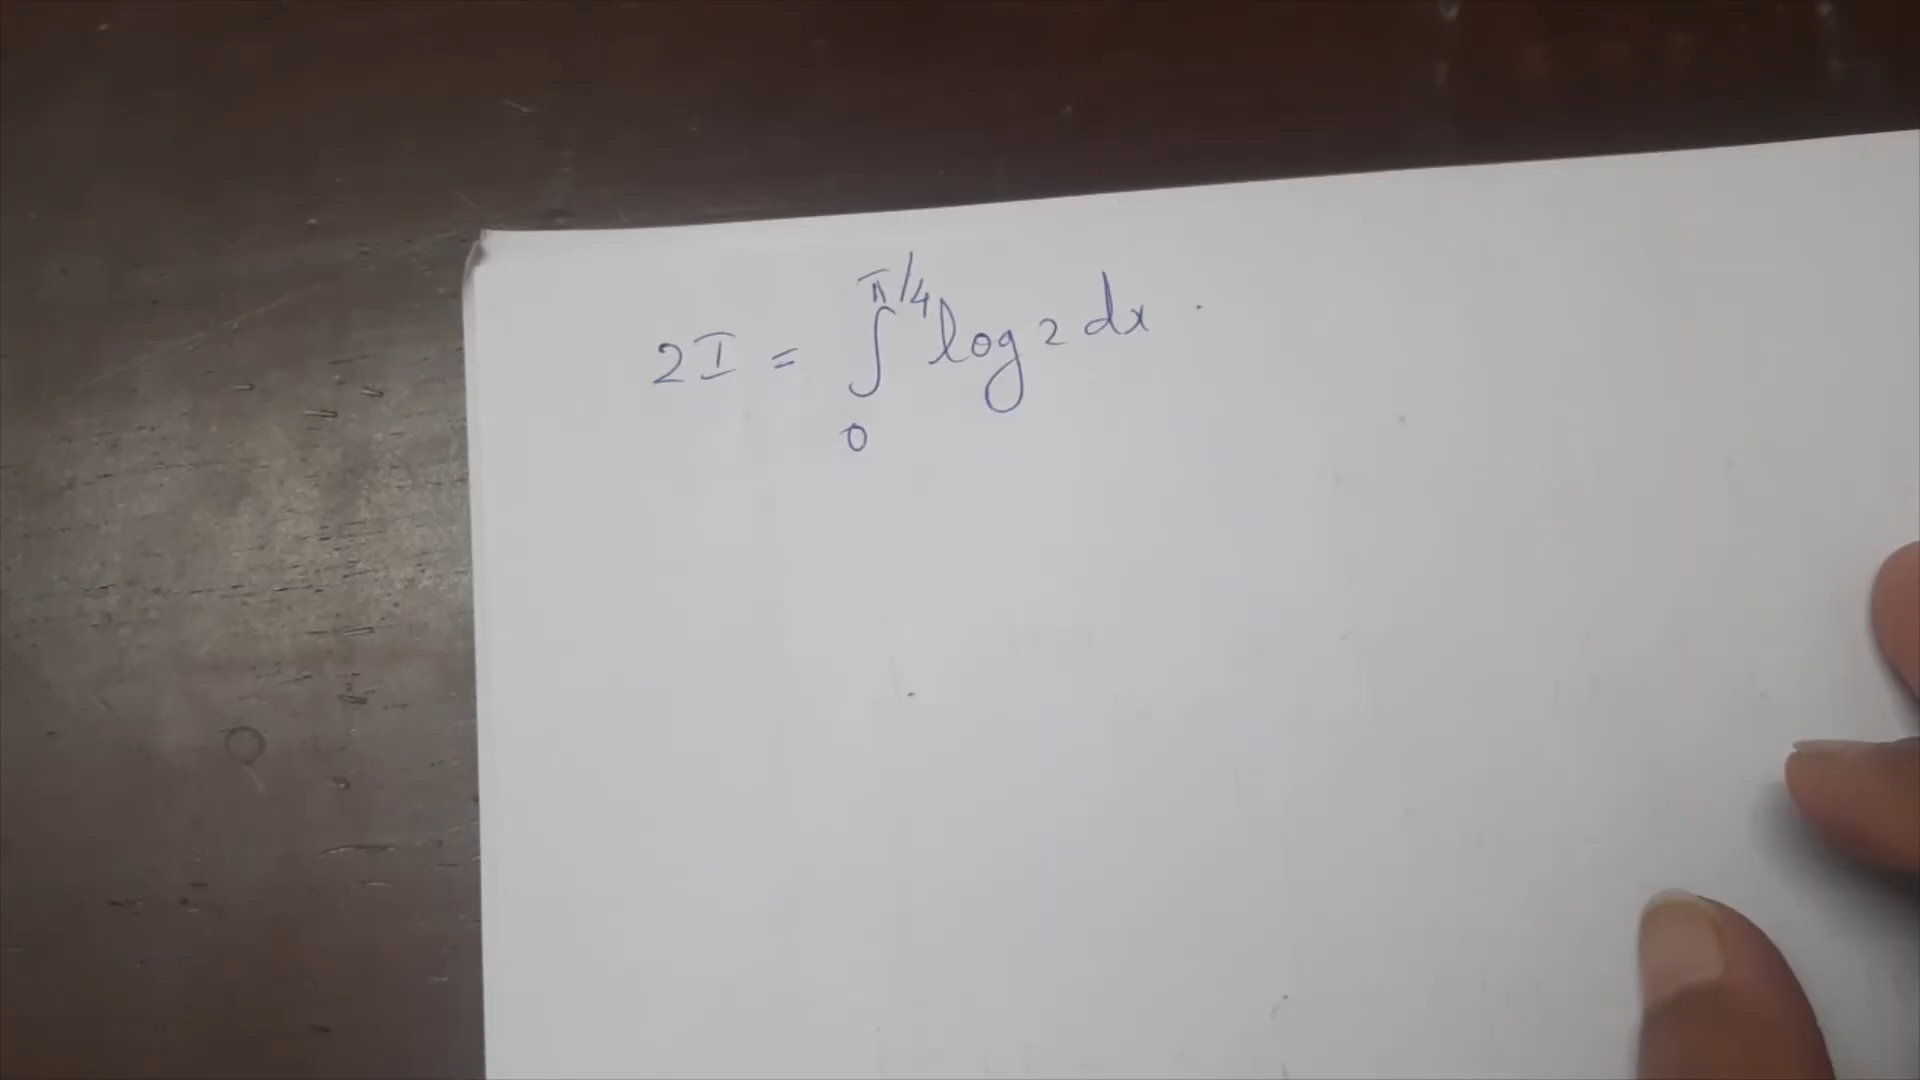 2I = ∫₀^π/4 log 2 dx .